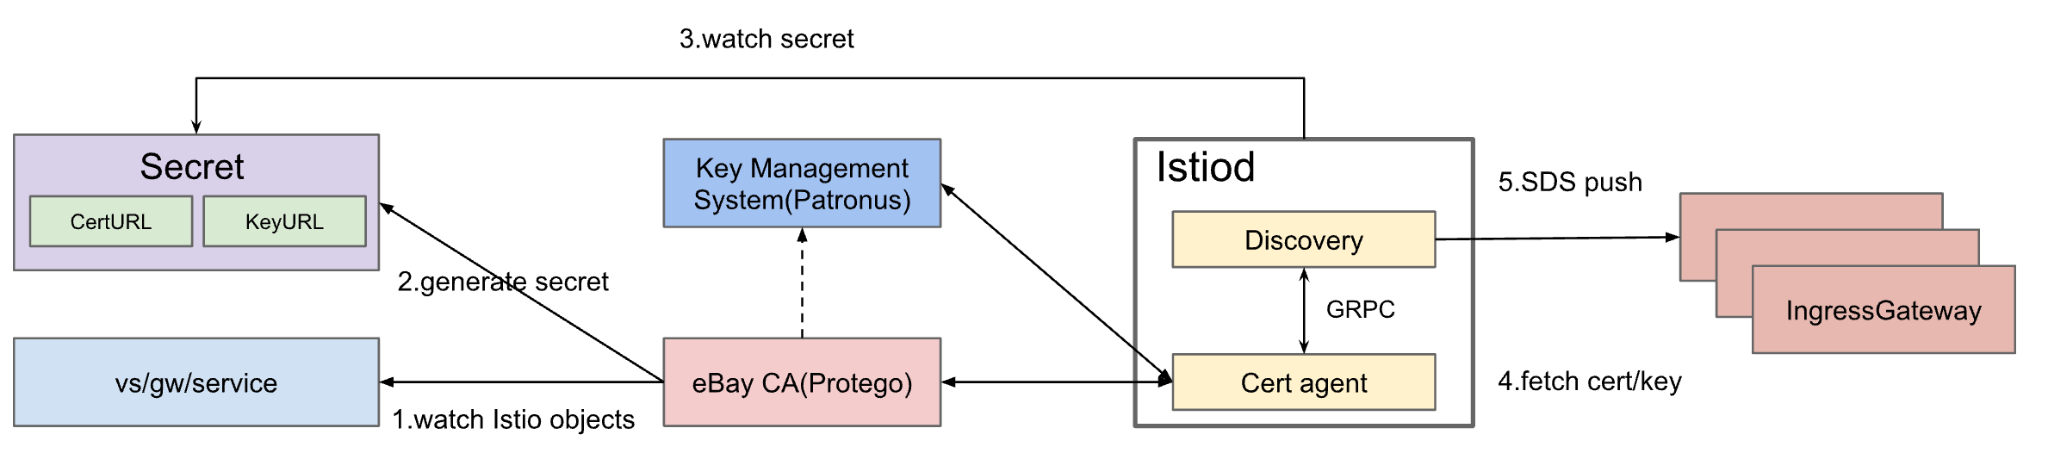 3.watch secret
Secret
CertURL
KeyURL
Key Management
System(Patronus)
Istiod
Discovery
5.SDS push
2.generate secret
GRPC
IngressGateway
vs/gw/service
eBay CA(Protego)
Cert agent
4.fetch cert/key
1.watch Istio objects